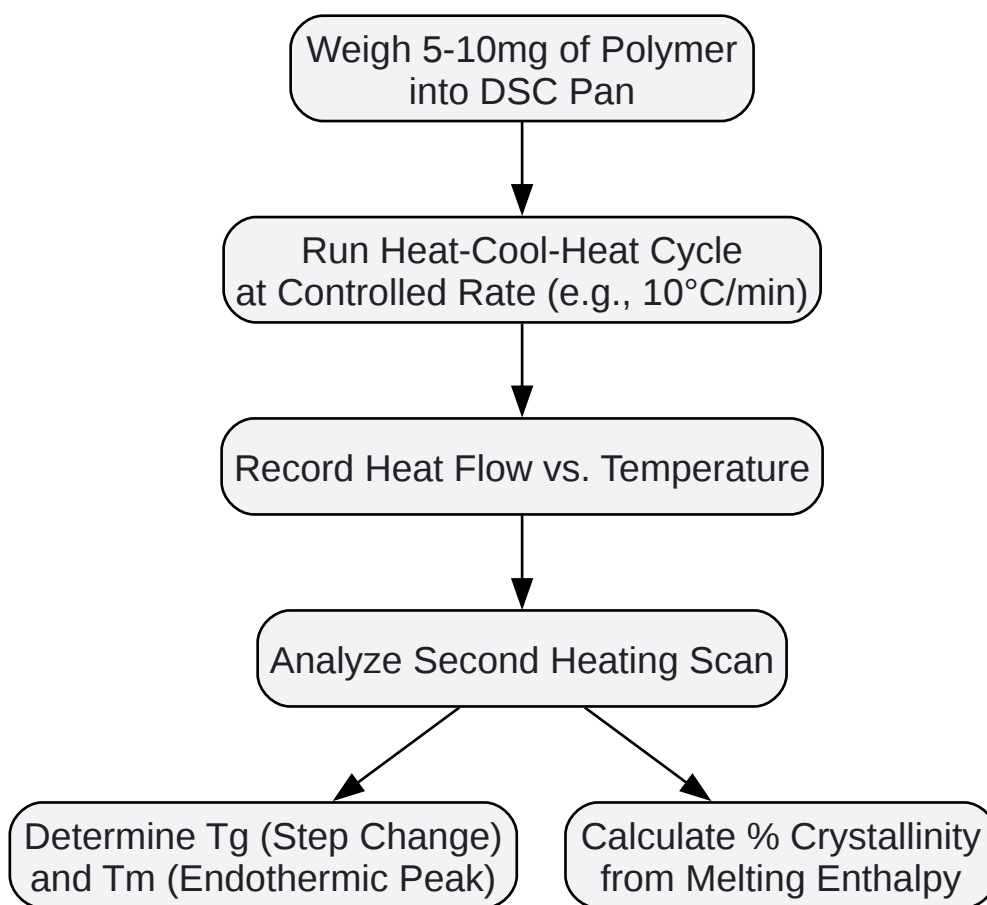 Weigh 5-10mg of Polymer
into DSC Pan
Run Heat-Cool-Heat Cycle
at Controlled Rate (e.g., 10°C/min)
Record Heat Flow vs. Temperature
Analyze Second Heating Scan
Determine Tg (Step Change)
and Tm (Endothermic Peak)
Calculate % Crystallinity
from Melting Enthalpy